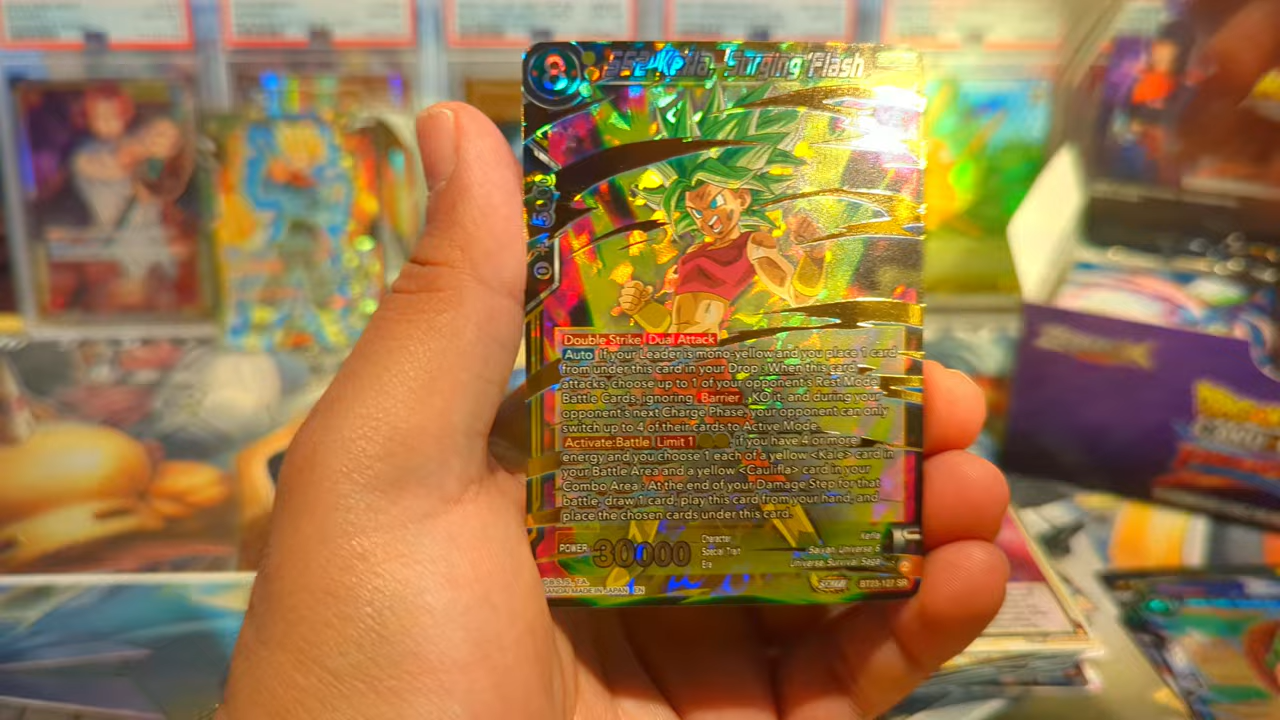 8
SS2 Kefla, Surging Flash
5000
0 +
Double Strike Dual Attack
Auto If your Leader is mono-yellow and you place 1 card
from under this card in your Drop : When this card
attacks, choose up to 1 of your opponent's Rest Mode
Battle Cards, ignoring Barrier , KO it, and during your
opponent's next Charge Phase, your opponent can only
switch up to 4 of their cards to Active Mode.
Activate:Battle Limit 1 , if you have 4 or more
energy and you choose 1 each of a yellow <Kale> card in
your Battle Area and a yellow <Caulifla> card in your
Combo Area : At the end of your Damage Step for that
battle, draw 1 card, play this card from your hand, and
place the chosen cards under this card.
POWER 30000
Character Kefla
Special Trait Saiyan, Universe 6
Era Universe Survival Saga
BANDAI MADE IN JAPAN EN
BT23-127 SR